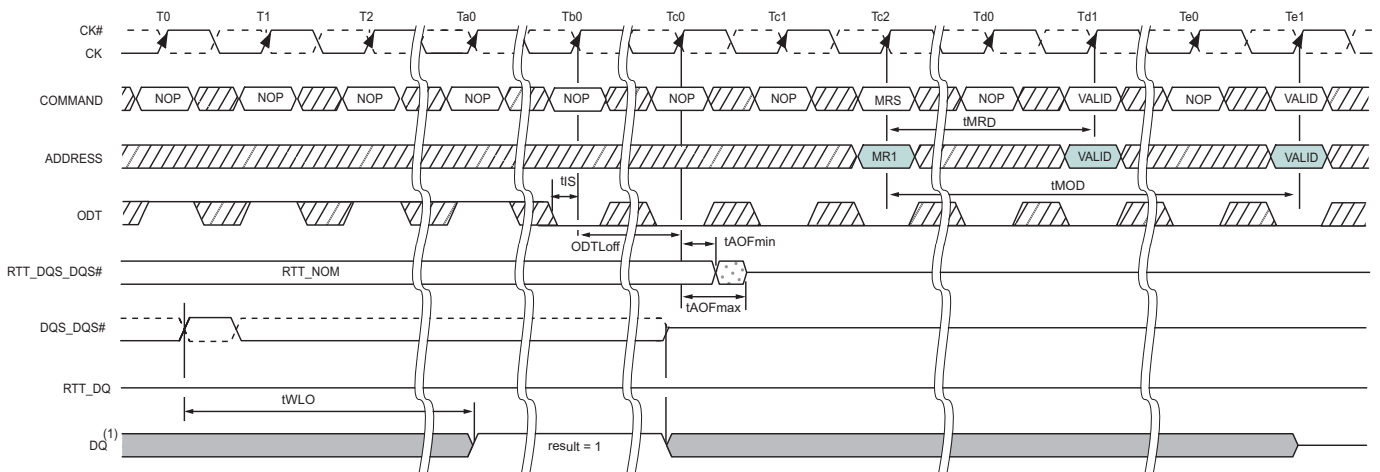 T0 T1 T2 Ta0 Tb0 Tc0 Tc1 Tc2 Td0 Td1 Te0 Te1
CK#
CK
COMMAND NOP NOP NOP NOP NOP NOP NOP MRS NOP VALID NOP VALID
tMRD
ADDRESS MR1 VALID VALID
tIS tMOD
ODT
ODTLoff tAOFmin
RTT_DQS_DQS# RTT_NOM
tAOFmax
DQS_DQS#
RTT_DQ
tWLO
DQ(1) result = 1